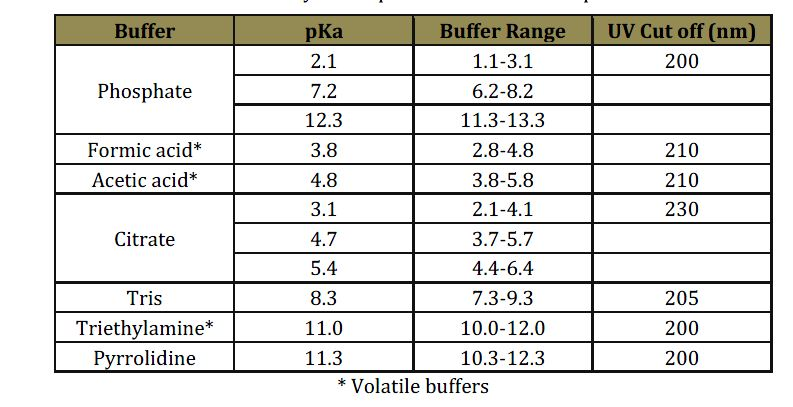 Buffer pKa Buffer Range UV Cut off (nm)
Phosphate 2.1 1.1-3.1 200
7.2 6.2-8.2
12.3 11.3-13.3
Formic acid* 3.8 2.8-4.8 210
Acetic acid* 4.8 3.8-5.8 210
Citrate 3.1 2.1-4.1 230
4.7 3.7-5.7
5.4 4.4-6.4
Tris 8.3 7.3-9.3 205
Triethylamine* 11.0 10.0-12.0 200
Pyrrolidine 11.3 10.3-12.3 200
* Volatile buffers